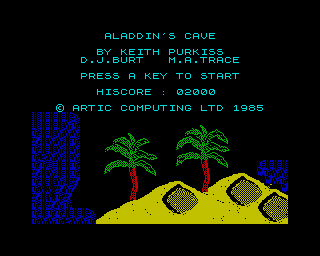 ALADDIN'S CAVE
BY KEITH PURKISS
D.J.BURT M.A.TRACE
PRESS A KEY TO START
HISCORE : 02000
© ARTIC COMPUTING LTD 1985